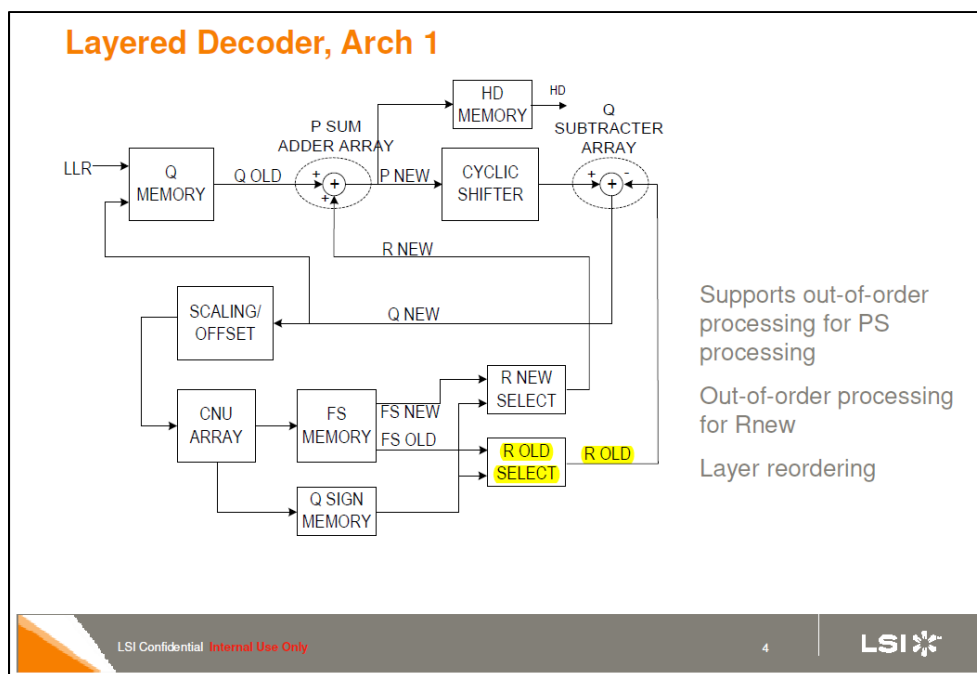 Layered Decoder, Arch 1
HD
MEMORY
HD
Q
SUBTRACTER
ARRAY
P SUM
ADDER ARRAY
LLR
Q
MEMORY
Q OLD
+
+
+
P NEW
CYCLIC
SHIFTER
+
+
-
R NEW
SCALING/
OFFSET
Q NEW
CNU
ARRAY
FS
MEMORY
FS NEW
FS OLD
R NEW
SELECT
R OLD
SELECT
R OLD
Q SIGN
MEMORY
Supports out-of-order
processing for PS
processing
Out-of-order processing
for Rnew
Layer reordering
LSI Confidential Internal Use Only
4
LSI